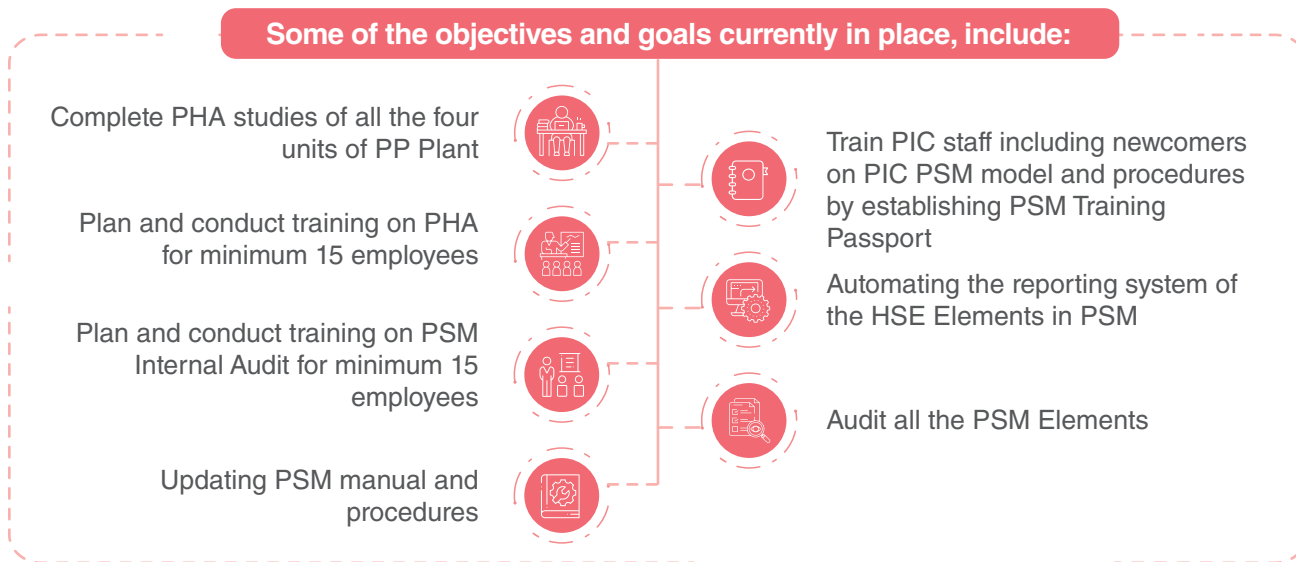 Some of the objectives and goals currently in place, include:
Complete PHA studies of all the four
units of PP Plant
Plan and conduct training on PHA
for minimum 15 employees
Plan and conduct training on PSM
Internal Audit for minimum 15
employees
Updating PSM manual and
procedures
Train PIC staff including newcomers
on PIC PSM model and procedures
by establishing PSM Training
Passport
Automating the reporting system of
the HSE Elements in PSM
Audit all the PSM Elements